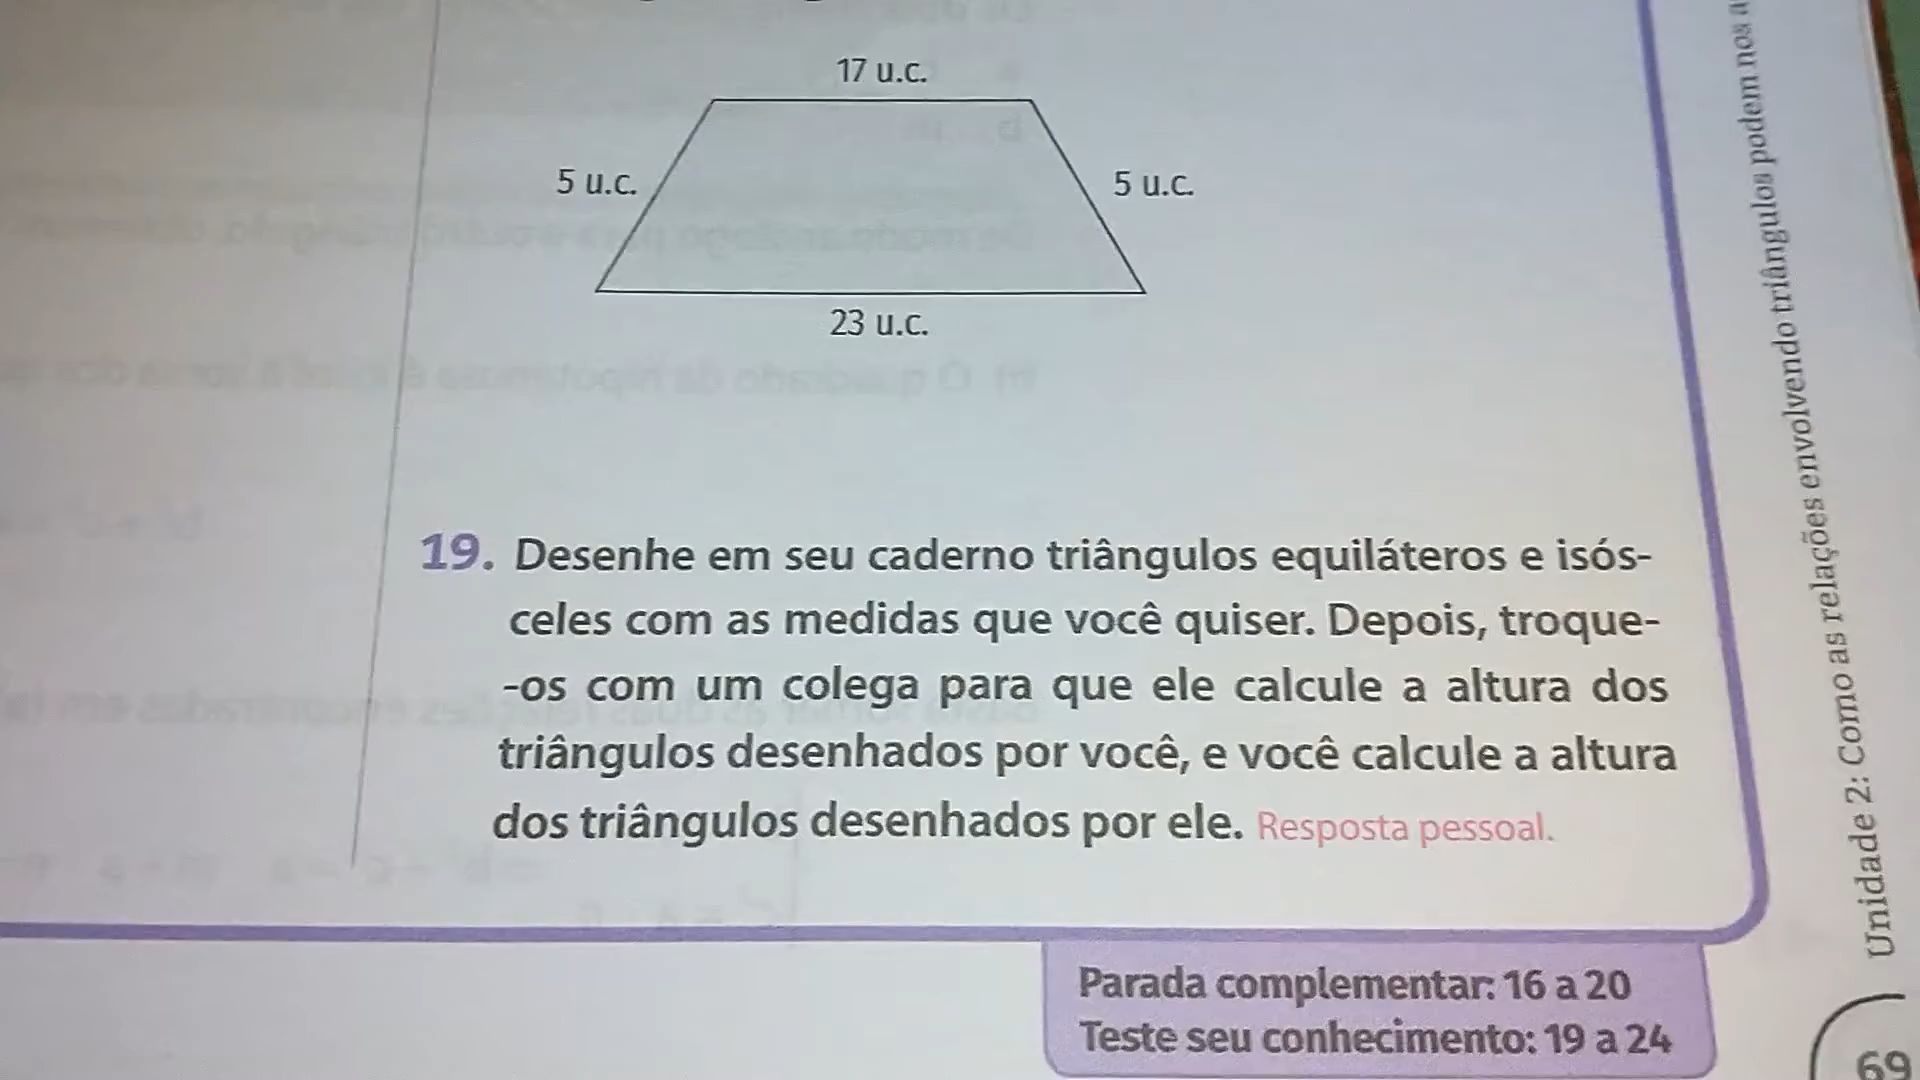 17 u.c.
5 u.c.
5 u.c.
23 u.c.
19. Desenhe em seu caderno triângulos equiláteros e isós-
celes com as medidas que você quiser. Depois, troque-
-os com um colega para que ele calcule a altura dos
triângulos desenhados por você, e você calcule a altura
dos triângulos desenhados por ele. Resposta pessoal.
Parada complementar: 16 a 20
Teste seu conhecimento: 19 a 24
Unidade 2: Como as relações envolvendo triângulos podem nos a
69